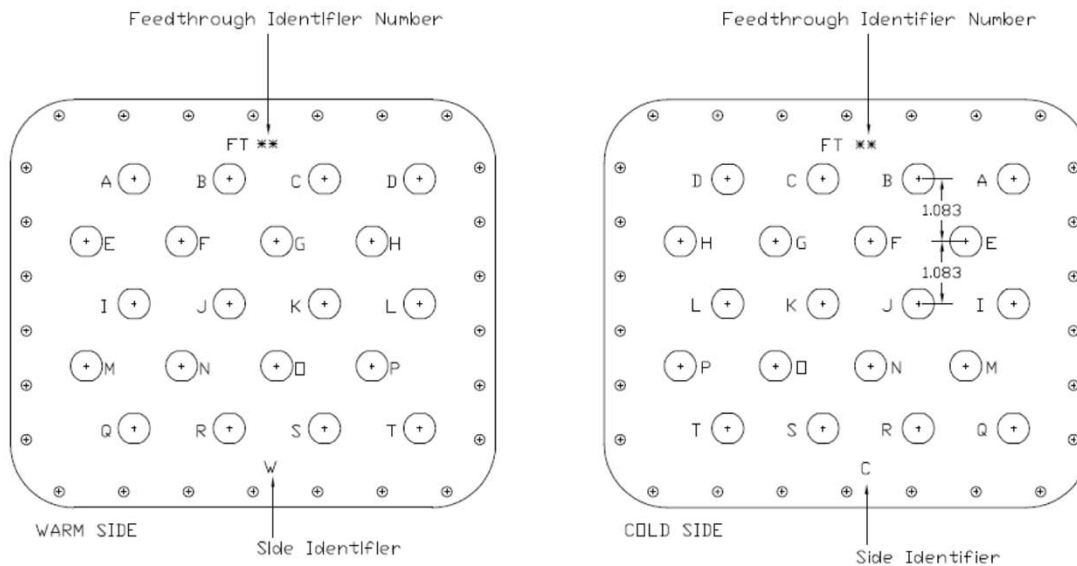 Feedthrough Identifier Number
FT **
A B C D
E F G H
I J K L
M N O P
Q R S T
W
WARM SIDE
Side Identifier
Feedthrough Identifier Number
FT **
D C B A
1.083
H G F E
1.083
L K J I
P O N M
T S R Q
C
COLD SIDE
Side Identifier